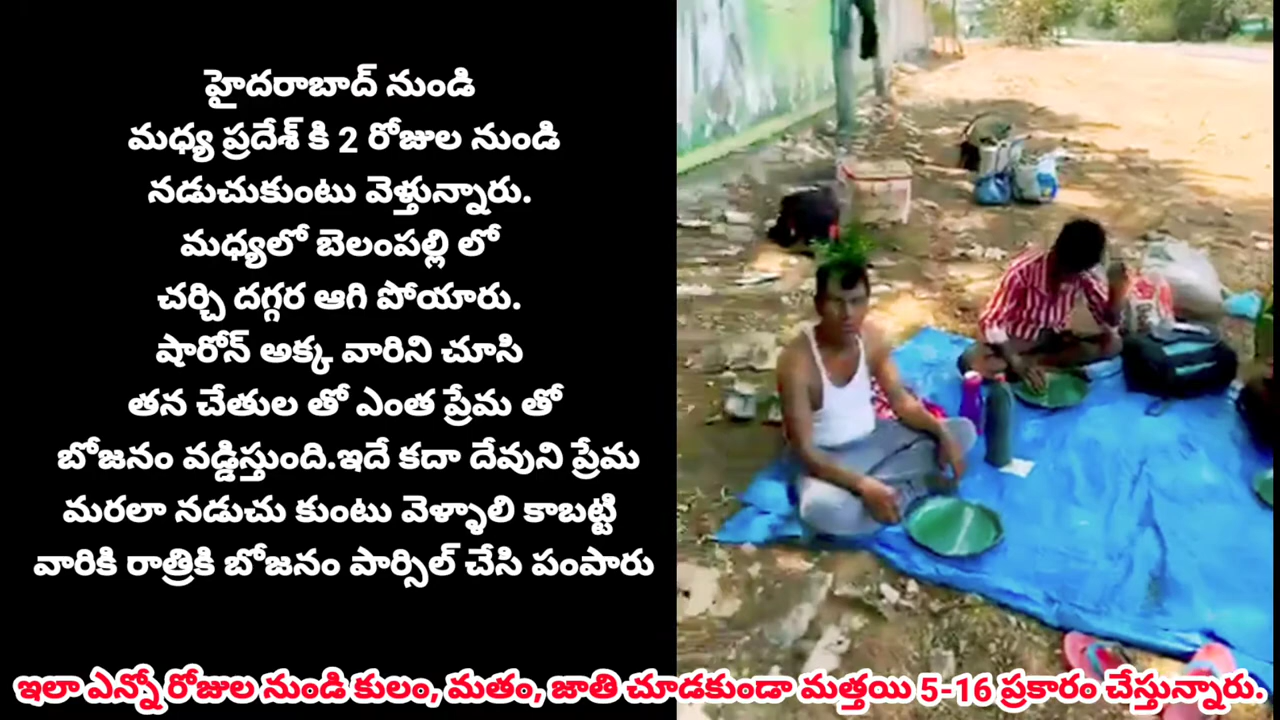 హైదరాబాద్ నుండి
మధ్య ప్రదేశ్ కి 2 రోజుల నుండి
నడుచుకుంటు వెళ్తున్నారు.
మధ్యలో బెలంపల్లి లో
చర్చి దగ్గర ఆగి పోయారు.
షారోన్ అక్క వారిని చూసి
తన చేతుల తో ఎంత ప్రేమ తో
బోజనం వడ్డిస్తుంది.ఇదే కదా దేవుని ప్రేమ
మరలా నడుచు కుంటు వెళ్ళాలి కాబట్టి
వారికి రాత్రికి బోజనం పార్సిల్ చేసి పంపారు
ఇలా ఎన్నో రోజుల నుండి కులం, మతం, జాతి చూడకుండా మత్తయి 5-16 ప్రకారం చేస్తున్నారు.